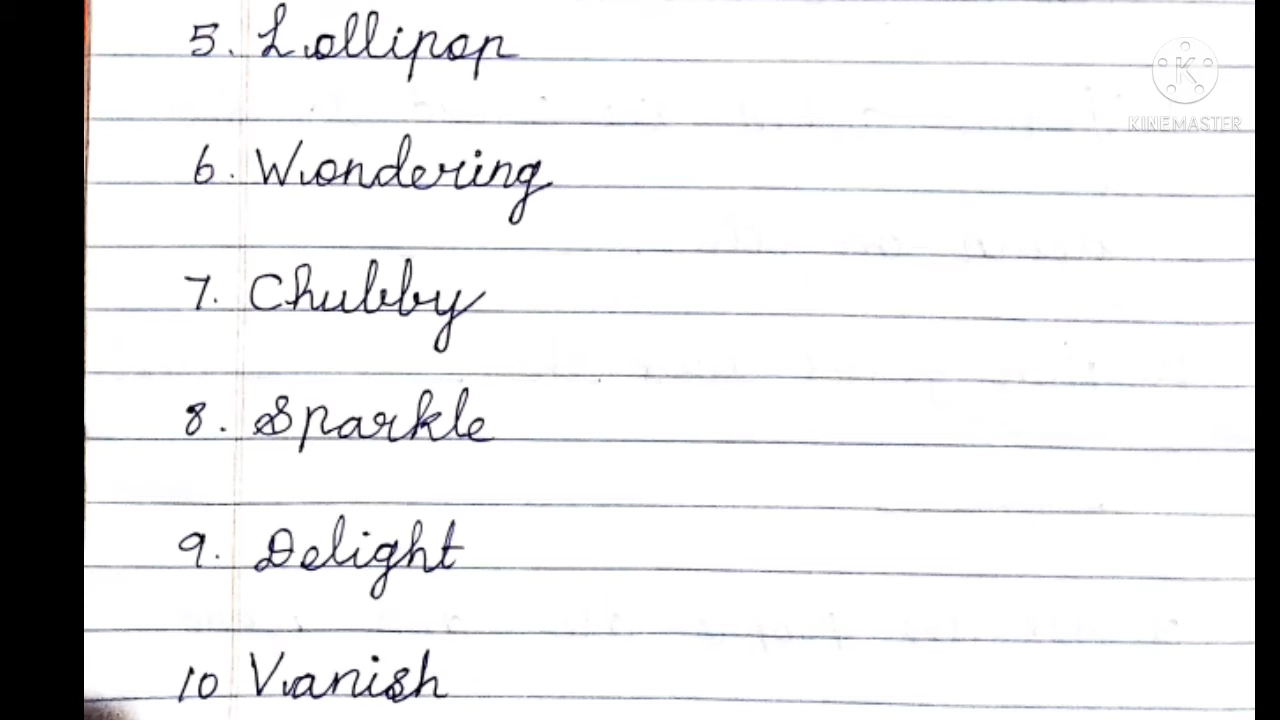 5. Lollipop
KINEMASTER
6. Wondering
7. Chubby
8. Sparkle
9. Delight
10 Vanish